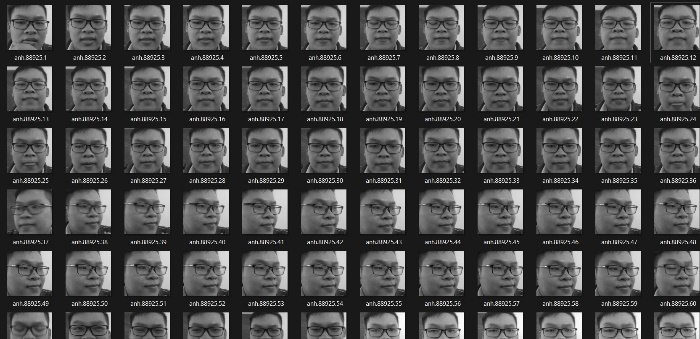 anh.88925.1 anh.88925.2 anh.88925.3 anh.88925.4 anh.88925.5 anh.88925.6 anh.88925.7 anh.88925.8 anh.88925.9 anh.88925.10 anh.88925.11 anh.88925.12
anh.88925.13 anh.88925.14 anh.88925.15 anh.88925.16 anh.88925.17 anh.88925.18 anh.88925.19 anh.88925.20 anh.88925.21 anh.88925.22 anh.88925.23 anh.88925.24
anh.88925.25 anh.88925.26 anh.88925.27 anh.88925.28 anh.88925.29 anh.88925.30 anh.88925.31 anh.88925.32 anh.88925.33 anh.88925.34 anh.88925.35 anh.88925.36
anh.88925.37 anh.88925.38 anh.88925.39 anh.88925.40 anh.88925.41 anh.88925.42 anh.88925.43 anh.88925.44 anh.88925.45 anh.88925.46 anh.88925.47 anh.88925.48
anh.88925.49 anh.88925.50 anh.88925.51 anh.88925.52 anh.88925.53 anh.88925.54 anh.88925.55 anh.88925.56 anh.88925.57 anh.88925.58 anh.88925.59 anh.88925.60